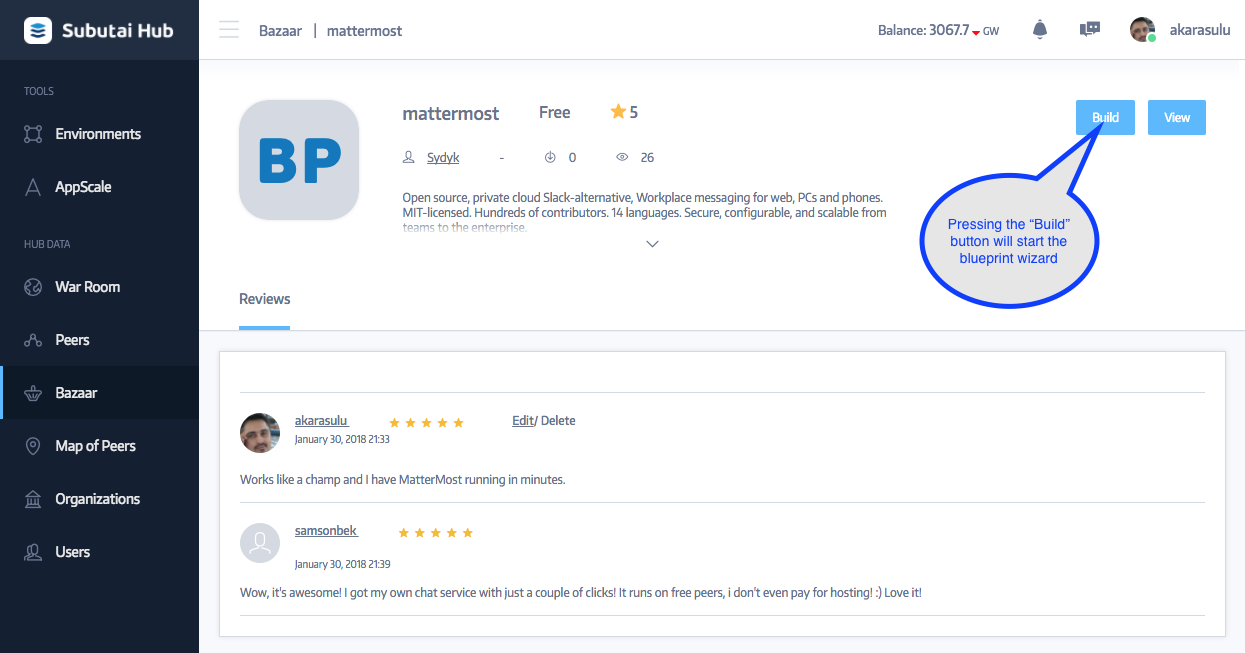 Subutai Hub
Bazaar | mattermost
Balance: 3067.7 GW
akarasulu
TOOLS
Environments
AppScale
HUB DATA
War Room
Peers
Bazaar
Map of Peers
Organizations
Users
BP
mattermost Free 5
Sydyk - 0 26
Open source, private cloud Slack-alternative, Workplace messaging for web, PCs and phones.
MIT-licensed. Hundreds of contributors. 14 languages. Secure, configurable, and scalable from
teams to the enterprise.
Build View
Pressing the “Build”
button will start the
blueprint wizard
Reviews
akarasulu Edit/ Delete
January 30, 2018 21:33
Works like a champ and I have MatterMost running in minutes.
samsonbek
January 30, 2018 21:39
Wow, it's awesome! I got my own chat service with just a couple of clicks! It runs on free peers, i don't even pay for hosting! :) Love it!